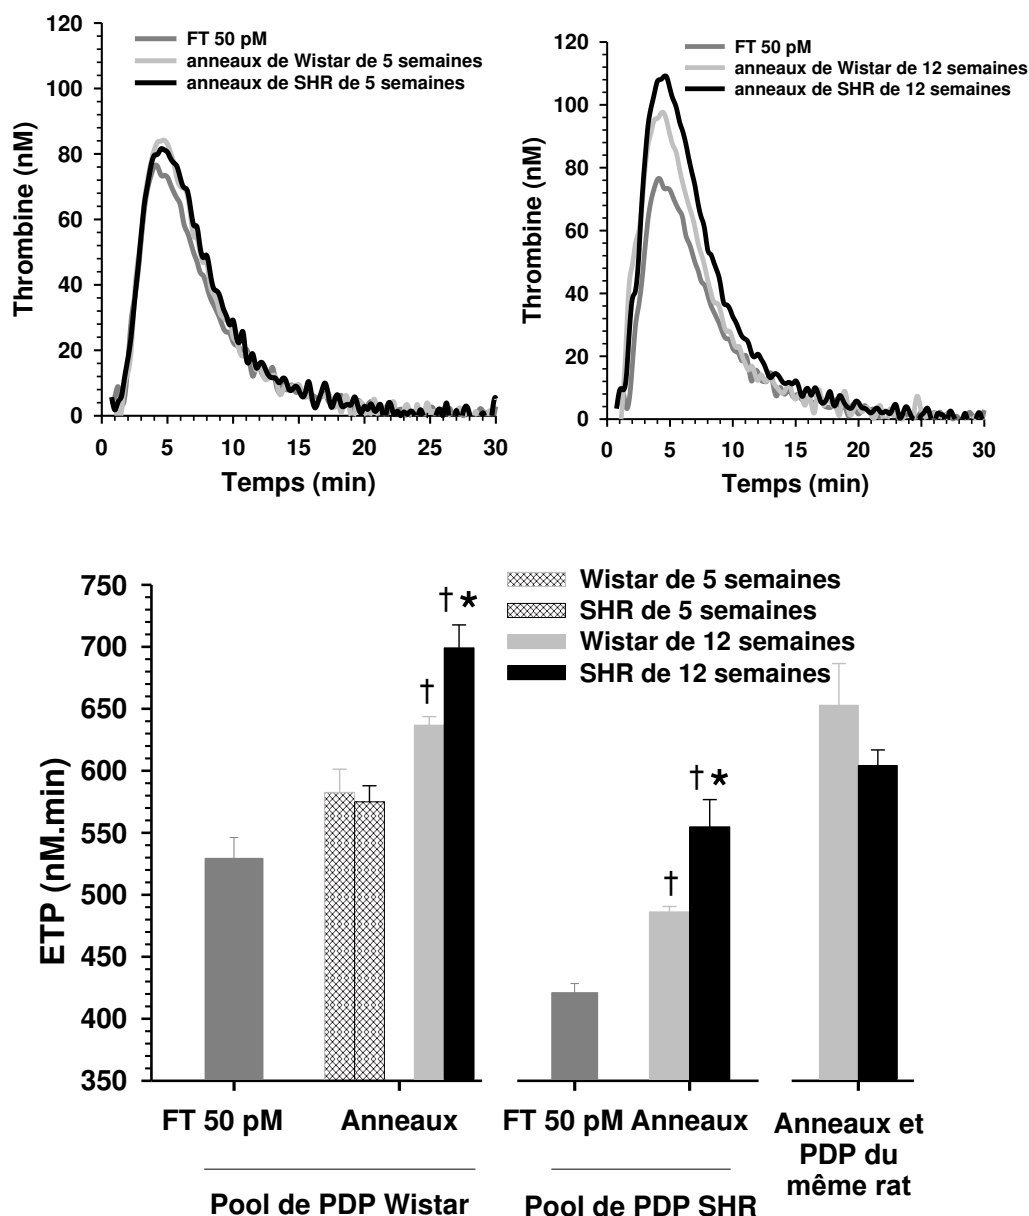 120
100
80
60
40
20
0
Thrombine (nM)
FT 50 pM
anneaux de Wistar de 5 semaines
anneaux de SHR de 5 semaines
0 5 10 15 20 25 30
Temps (min)
120
100
80
60
40
20
0
Thrombine (nM)
FT 50 pM
anneaux de Wistar de 12 semaines
anneaux de SHR de 12 semaines
0 5 10 15 20 25 30
Temps (min)
750
700
650
600
550
500
450
400
350
ETP (nM.min)
Wistar de 5 semaines
SHR de 5 semaines
Wistar de 12 semaines
SHR de 12 semaines
†
†*
†
†*
FT 50 pM Anneaux
Pool de PDP Wistar
FT 50 pM Anneaux
Pool de PDP SHR
Anneaux et
PDP du
même rat